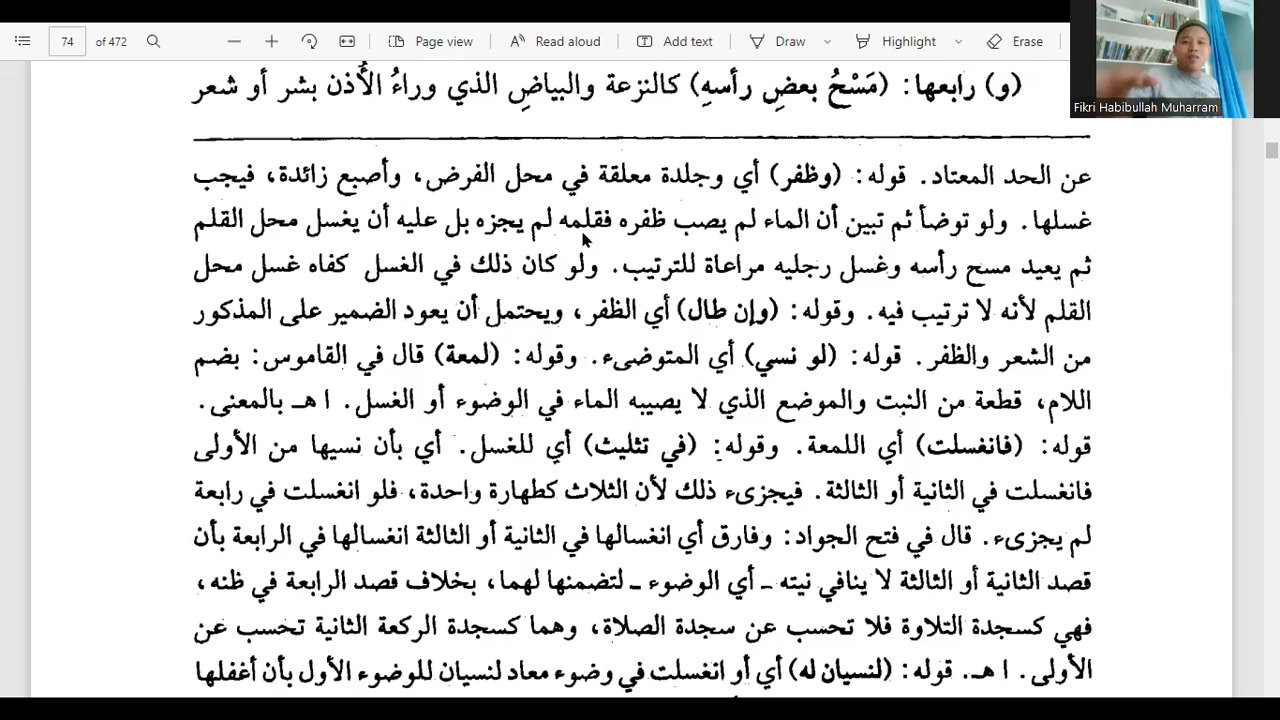 74
of 472
Page view
Read aloud
Add text
Draw
Highlight
Erase
Fikri Habibullah Muharram
(و) رابعها: (مَسْحُ بعضِ رأسهِ) كالنزعة والبياضِ الذي وراءُ الأُذن بشر أو شعر
عن الحد المعتاد. قوله: (وظفر) أي وجلدة معلقة في محل الفرض، وأصبع زائدة، فيجب
غسلها. ولو توضأ ثم تبين أن الماء لم يصب ظفره فقلمه لم يجزه بل عليه أن يغسل محل القلم
ثم يعيد مسح رأسه وغسل رجليه مراعاة للترتيب. ولو كان ذلك في الغسل كفاه غسل محل
القلم لأنه لا ترتيب فيه. وقوله: (وإن طال) أي الظفر، ويحتمل أن يعود الضمير على المذكور
من الشعر والظفر. قوله: (لو نسي) أي المتوضىء. وقوله: (لمعة) قال في القاموس: بضم
اللام، قطعة من النبت والموضع الذي لا يصيبه الماء في الوضوء أو الغسل. ا هـ بالمعنى.
قوله: (فانغسلت) أي اللمعة. وقوله: (في تثليث) أي للغسل. أي بأن نسيها من الأولى
فانغسلت في الثانية أو الثالثة. فيجزىء ذلك لأن الثلاث كطهارة واحدة، فلو انغسلت في رابعة
لم يجزىء. قال في فتح الجواد: وفارق أي انغسالها في الثانية أو الثالثة انغسالها في الرابعة بأن
قصد الثانية أو الثالثة لا ينافي نيته ـ أي الوضوء ـ لتضمنها لهما، بخلاف قصد الرابعة في ظنه،
فهي كسجدة التلاوة فلا تحسب عن سجدة الصلاة، وهما كسجدة الركعة الثانية تحسب عن
الأولى. ا هـ. قوله: (لنسيان له) أي أو انغسلت في وضوء معاد لنسيان للوضوء الأول بأن أغفلها